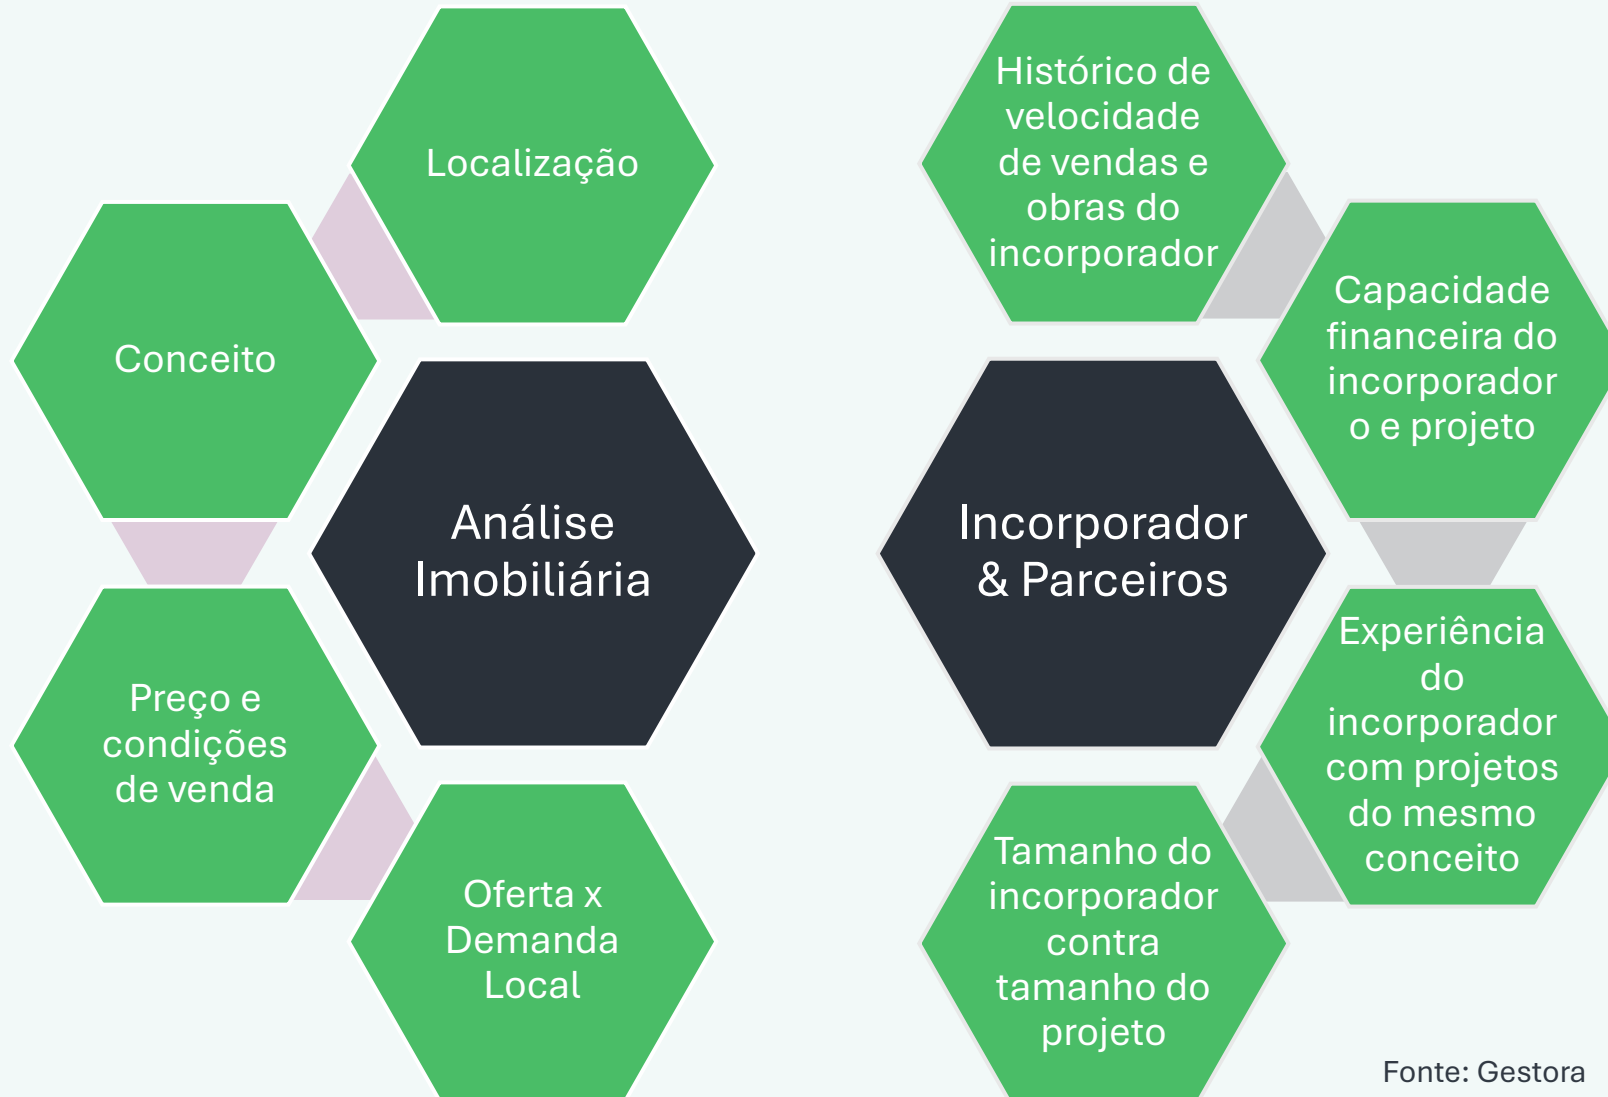 Localização
Conceito
Análise
Imobiliária
Preço e
condições
de venda
Oferta x
Demanda
Local
Histórico de
velocidade
de vendas e
obras do
incorporador
Capacidade
financeira do
incorporador
o e projeto
Incorporador
& Parceiros
Experiência
do
incorporador
com projetos
do mesmo
conceito
Tamanho do
incorporador
contra
tamanho do
projeto
Fonte: Gestora